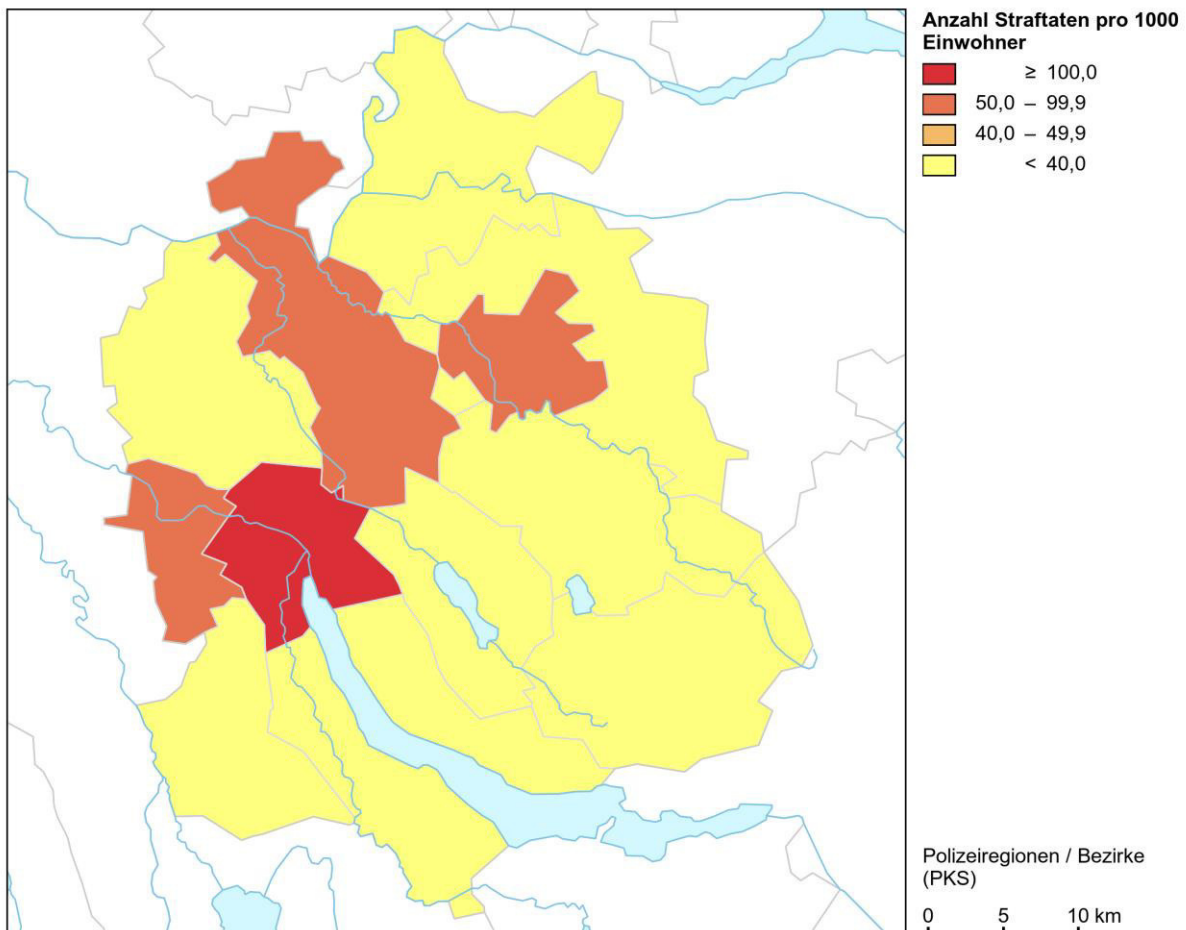 Anzahl Straftaten pro 1000
Einwohner
≥ 100,0
50,0 – 99,9
40,0 – 49,9
< 40,0
Polizeiregionen / Bezirke
(PKS)
0 5 10 km